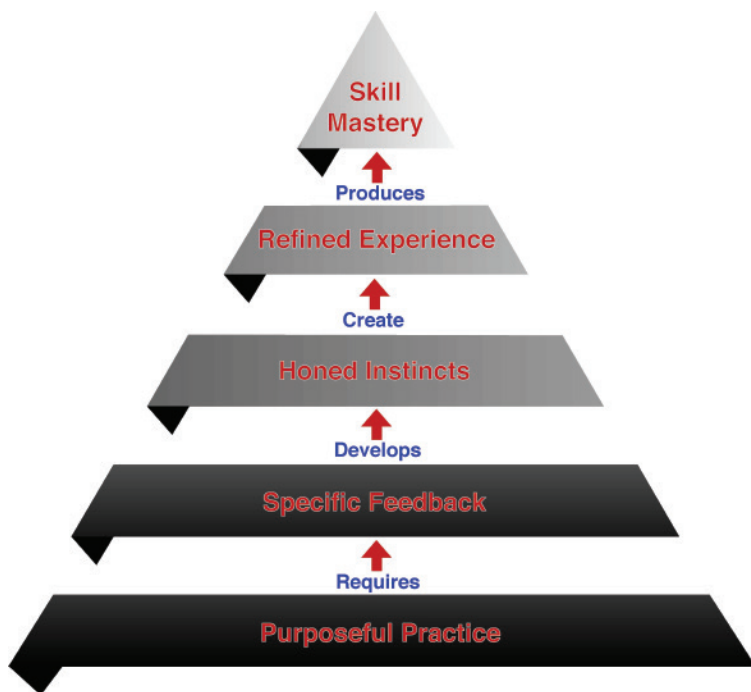 Skill
Mastery
Produces
Refined Experience
Create
Honed Instincts
Develops
Specific Feedback
Requires
Purposeful Practice